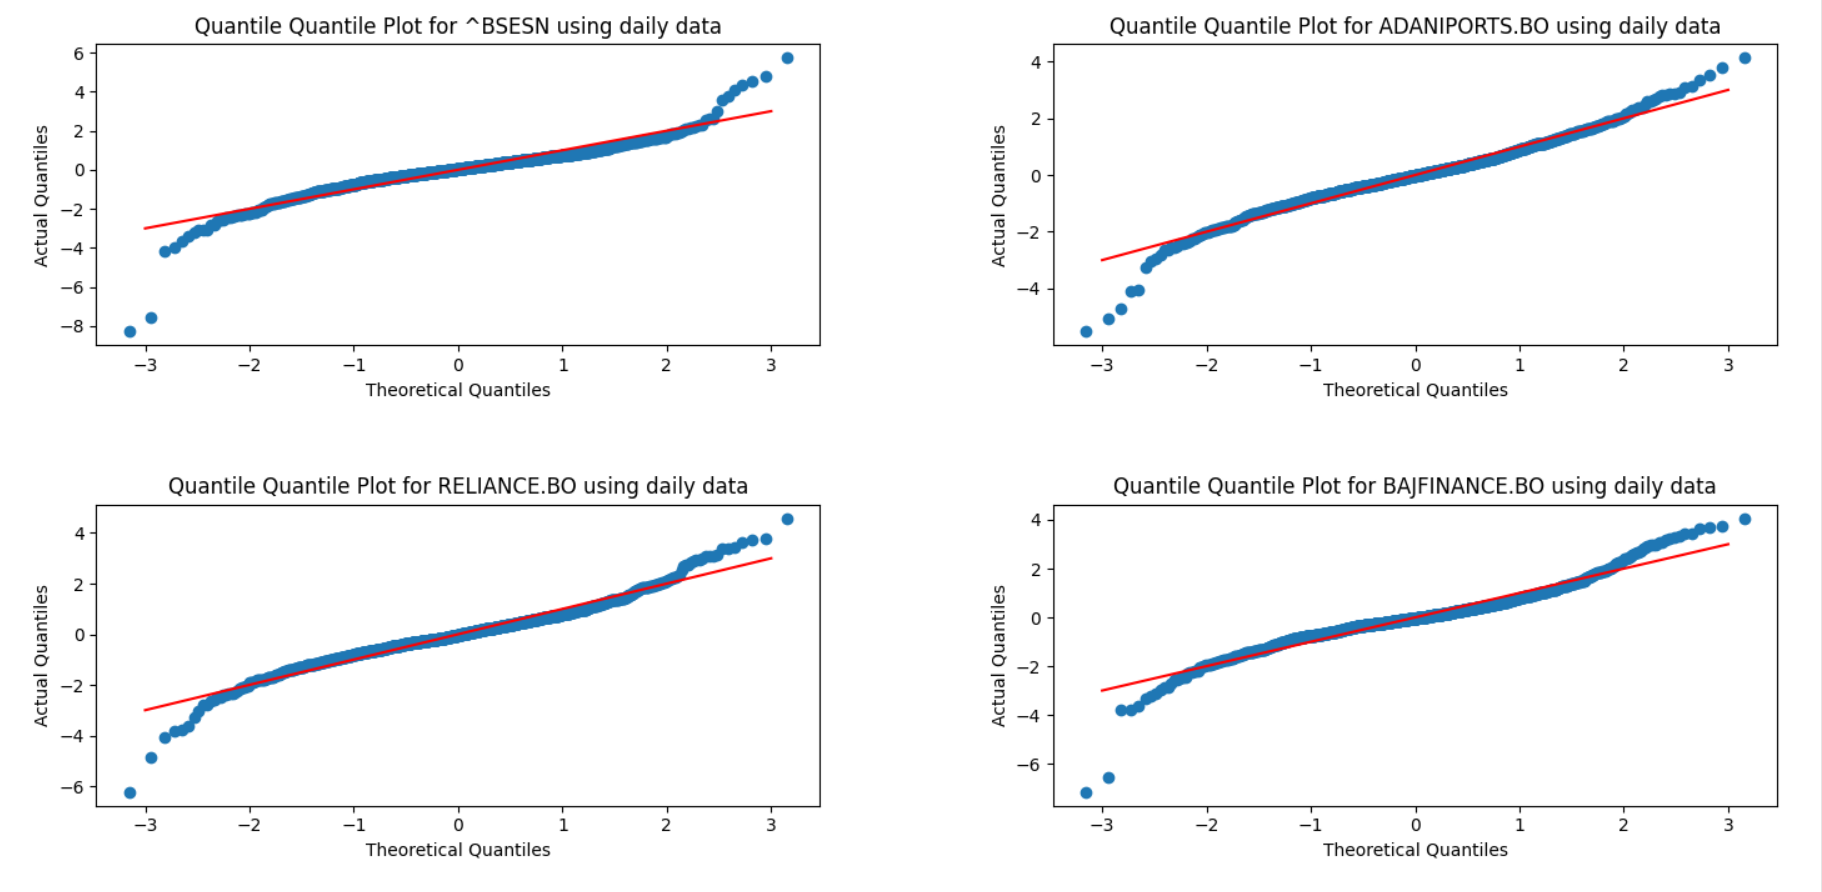 Quantile Quantile Plot for ^BSESN using daily data
6
4
2
0
−2
−4
−6
−8
Actual Quantiles
−3 −2 −1 0 1 2 3
Theoretical Quantiles
Quantile Quantile Plot for ADANIPORTS.BO using daily data
4
2
0
−2
−4
Actual Quantiles
−3 −2 −1 0 1 2 3
Theoretical Quantiles
Quantile Quantile Plot for RELIANCE.BO using daily data
4
2
0
−2
−4
−6
Actual Quantiles
−3 −2 −1 0 1 2 3
Theoretical Quantiles
Quantile Quantile Plot for BAJFINANCE.BO using daily data
4
2
0
−2
−4
−6
Actual Quantiles
−3 −2 −1 0 1 2 3
Theoretical Quantiles